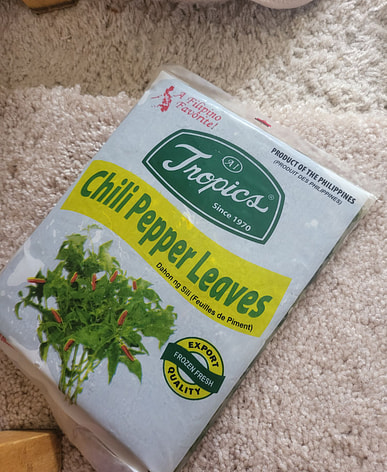 A Filipino
Favorite!
A1
Tropics®
Since 1970
PRODUCT OF THE PHILIPPINES
(PRODUIT DES PHILIPPINES)
Chili Pepper Leaves
Dahon ng Sili (Feuilles de Piment)
EXPORT
FROZEN FRESH
QUALITY